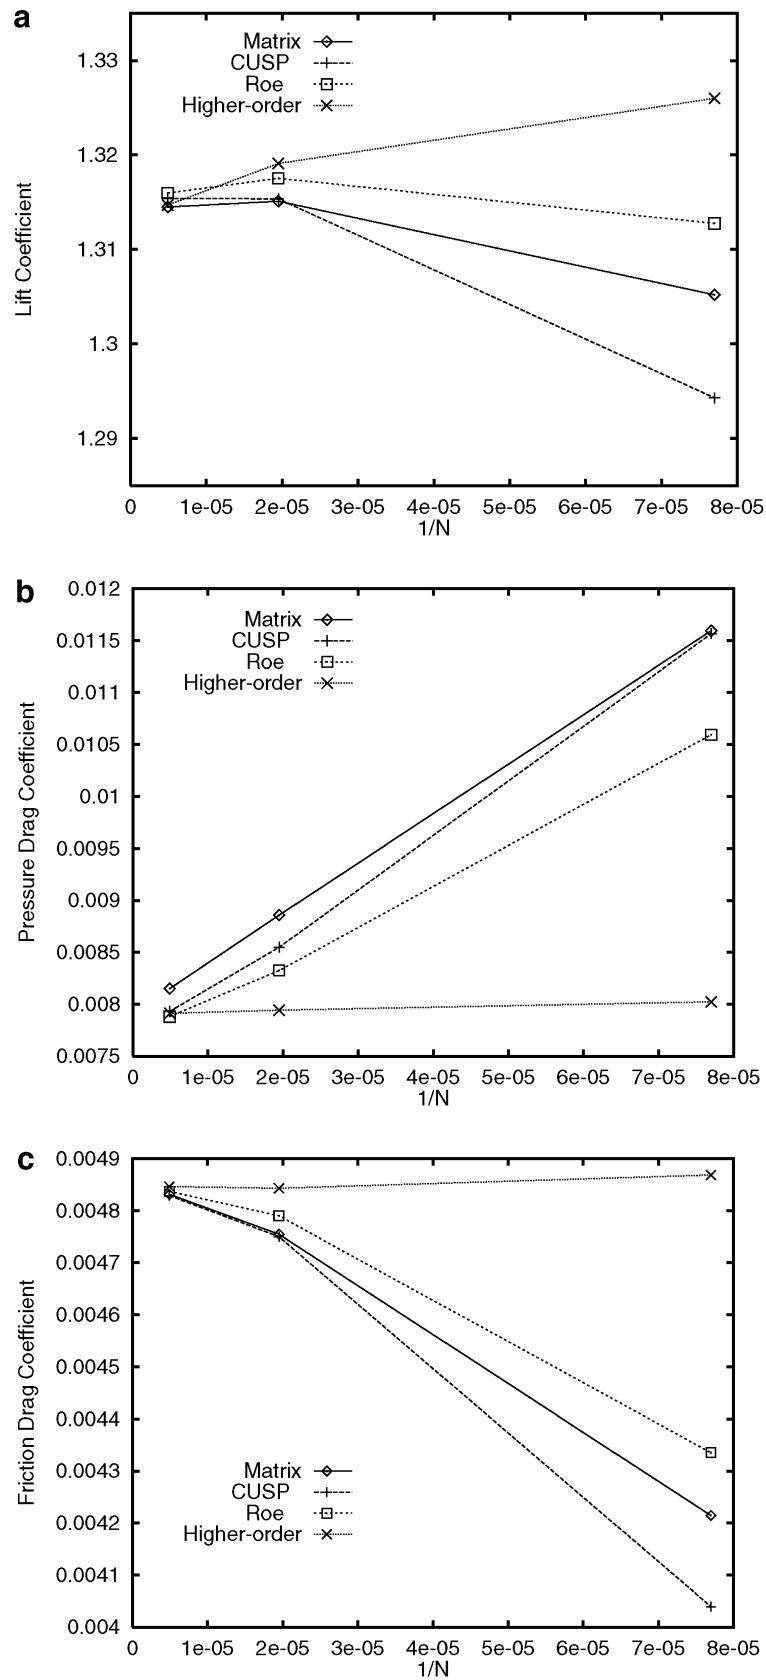 a
Matrix
CUSP
Roe
Higher-order
1.33
1.32
1.31
1.3
1.29
Lift Coefficient
0 1e-05 2e-05 3e-05 4e-05 5e-05 6e-05 7e-05 8e-05
1/N
b
Matrix
CUSP
Roe
Higher-order
0.012
0.0115
0.011
0.0105
0.01
0.0095
0.009
0.0085
0.008
0.0075
Pressure Drag Coefficient
0 1e-05 2e-05 3e-05 4e-05 5e-05 6e-05 7e-05 8e-05
1/N
c
0.0049
0.0048
0.0047
0.0046
0.0045
0.0044
0.0043
0.0042
0.0041
0.004
Friction Drag Coefficient
Matrix
CUSP
Roe
Higher-order
0 1e-05 2e-05 3e-05 4e-05 5e-05 6e-05 7e-05 8e-05
1/N